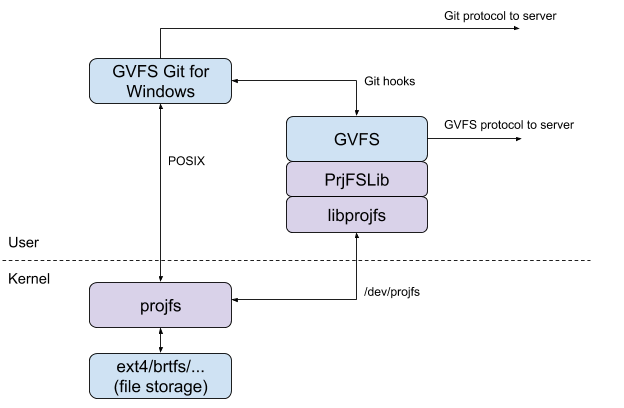 Git protocol to server
GVFS Git for
Windows
Git hooks
GVFS
GVFS protocol to server
POSIX
PrjFSLib
libprojfs
User
Kernel
/dev/projfs
projfs
ext4/brtfs/...
(file storage)